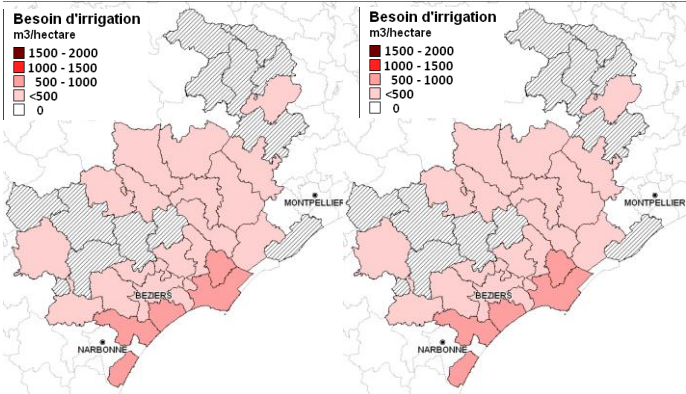 Besoin d'irrigation
m3/hectare
1500 - 2000
1000 - 1500
500 - 1000
<500
0
MONTPELLIER
BEZIERS
NARBONNE
Besoin d'irrigation
m3/hectare
1500 - 2000
1000 - 1500
500 - 1000
<500
0
MONTPELLIER
BEZIERS
NARBONNE